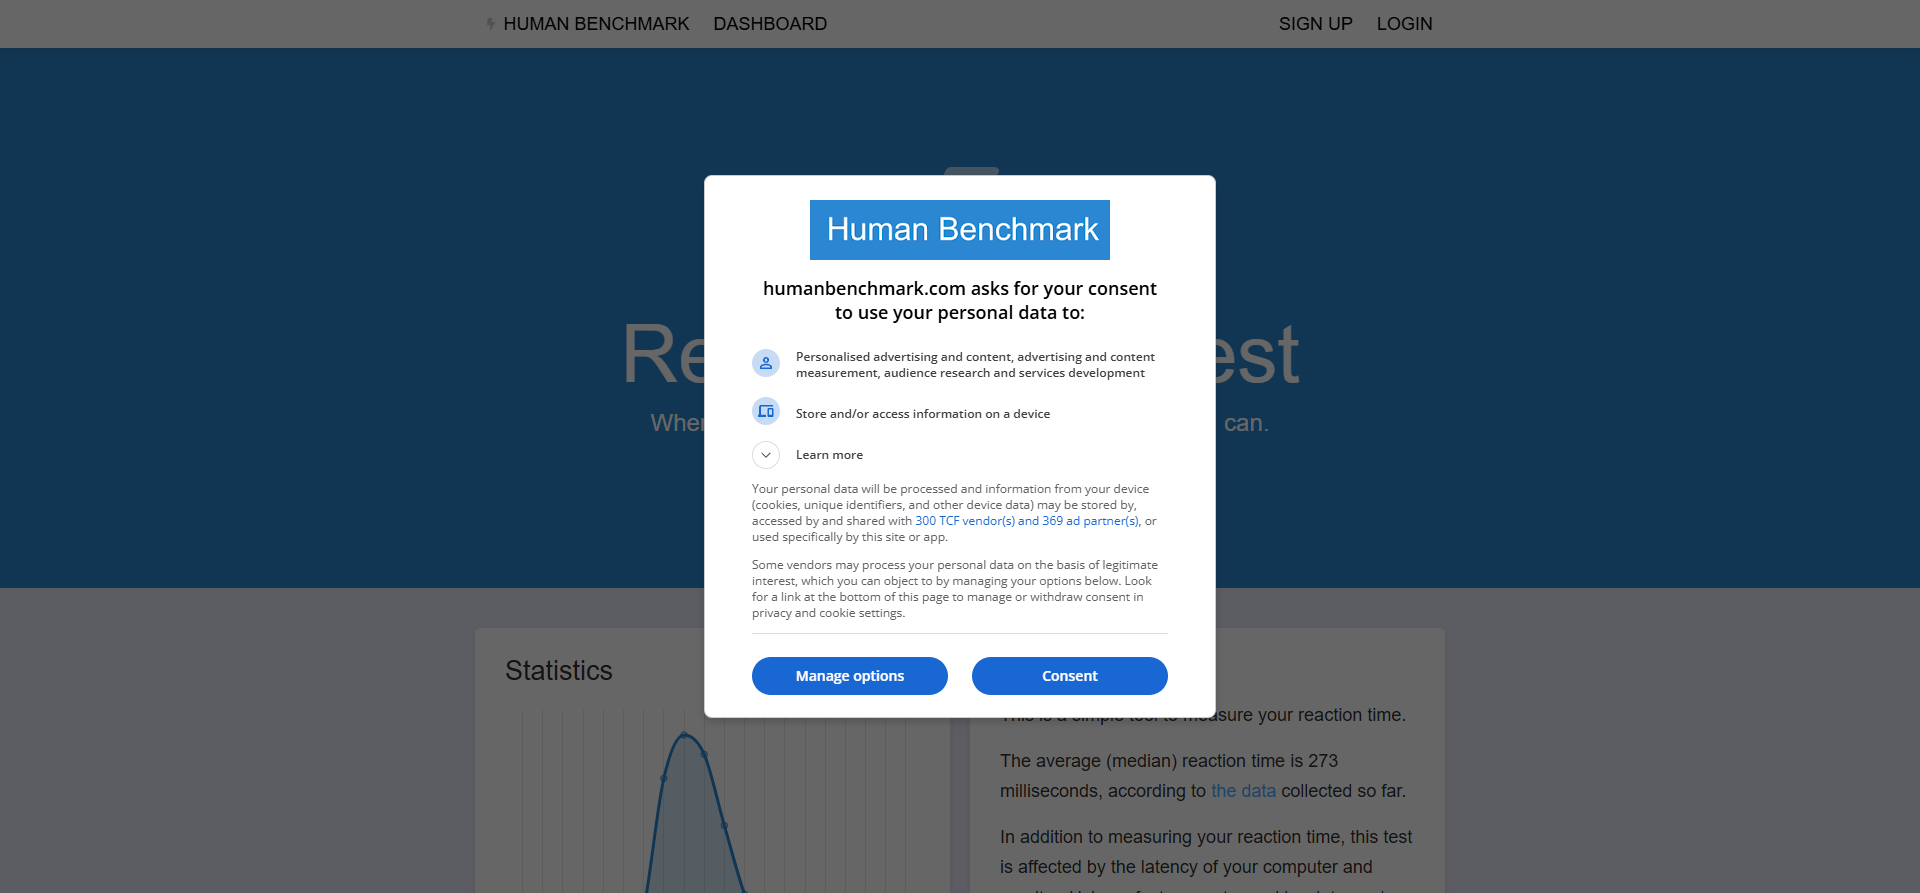 HUMAN BENCHMARK DASHBOARD SIGN UP LOGIN
Human Benchmark
humanbenchmark.com asks for your consent
to use your personal data to:
Personalised advertising and content, advertising and content
measurement, audience research and services development
Store and/or access information on a device
Learn more
Your personal data will be processed and information from your device
(cookies, unique identifiers, and other device data) may be stored by,
accessed by and shared with 300 TCF vendor(s) and 369 ad partner(s), or
used specifically by this site or app.
Some vendors may process your personal data on the basis of legitimate
interest, which you can object to by managing your options below. Look
for a link at the bottom of this page to manage or withdraw consent in
privacy and cookie settings.
Manage options Consent
can.
Statistics
This is a simple tool to measure your reaction time.
The average (median) reaction time is 273
milliseconds, according to the data collected so far.
In addition to measuring your reaction time, this test
is affected by the latency of your computer and